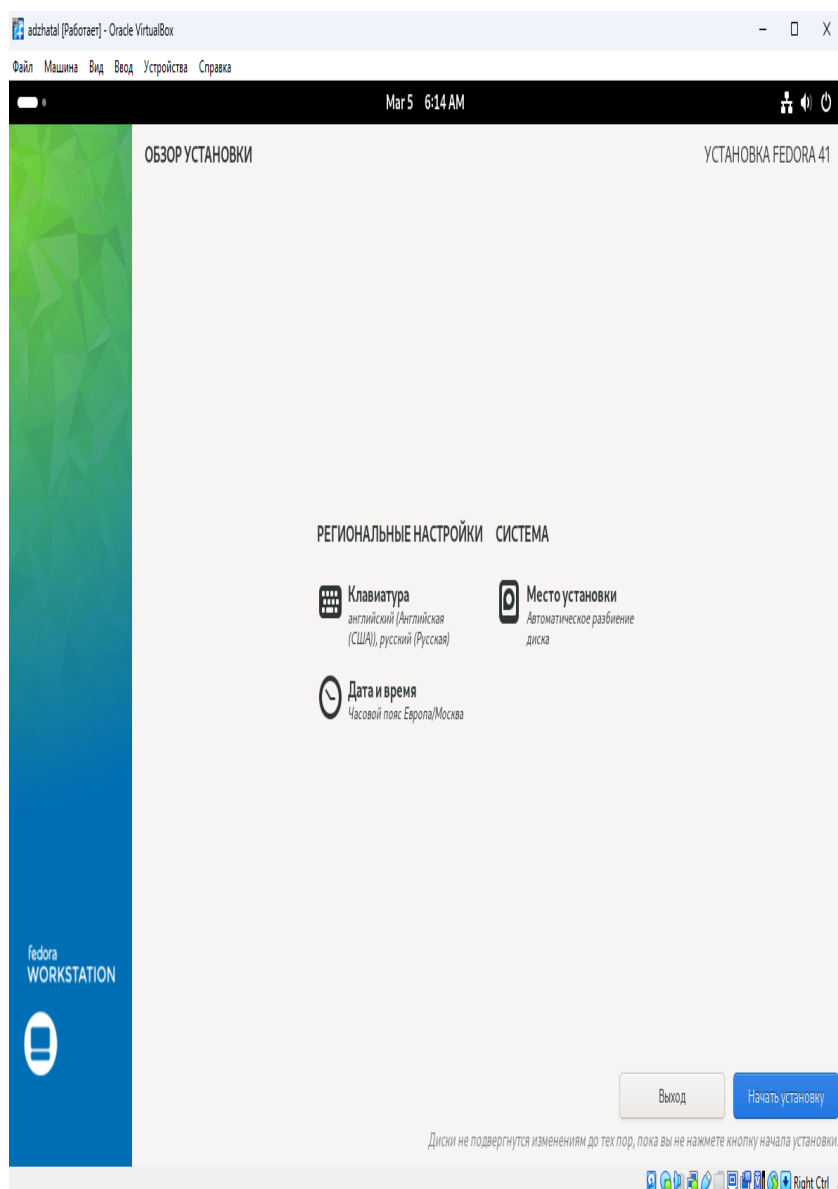 adzhatal [Работает] - Oracle VirtualBox
Файл Машина Вид Ввод Устройства Справка
Mar 5 6:14 AM
ОБЗОР УСТАНОВКИ
УСТАНОВКА FEDORA 41
РЕГИОНАЛЬНЫЕ НАСТРОЙКИ
Клавиатура
английский (Английская
(США)), русский (Русская)
Дата и время
Часовой пояс Европа/Москва
СИСТЕМА
Место установки
Автоматическое разбиение
диска
fedora
WORKSTATION
Выход
Начать установку
Диски не подвергнутся изменениям до тех пор, пока вы не нажмете кнопку начала установки.
Right Ctrl